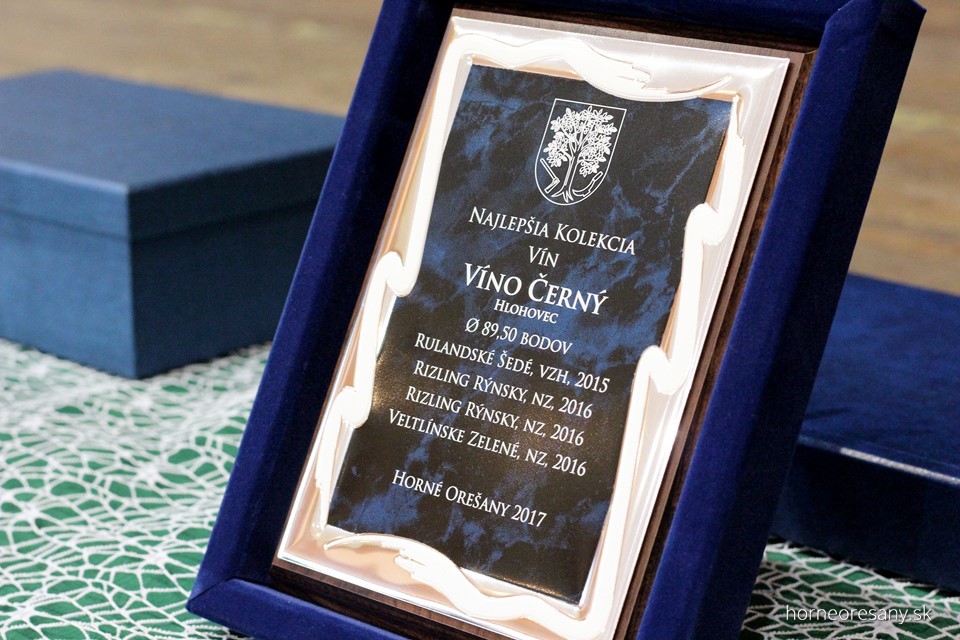 Najlepšia Kolekcia
Vín
Víno Černý
Hlohovec
Ø 89,50 bodov
Rulandské Šedé, vzh, 2015
Rizling Rýnsky, nz, 2016
Rizling Rýnsky, nz, 2016
Veltlínske Zelené, nz, 2016
Horné Orešany 2017
horneoresany.sk